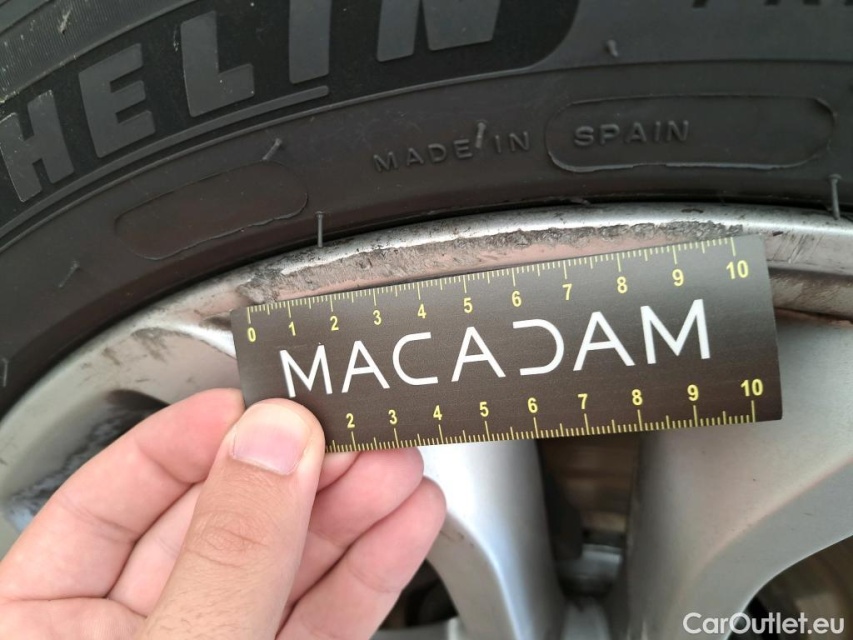 HELIN
MADE IN SPAIN
0 1 2 3 4 5 6 7 8 9 10
MACADAM
2 3 4 5 6 7 8 9 10
CarOutlet.eu